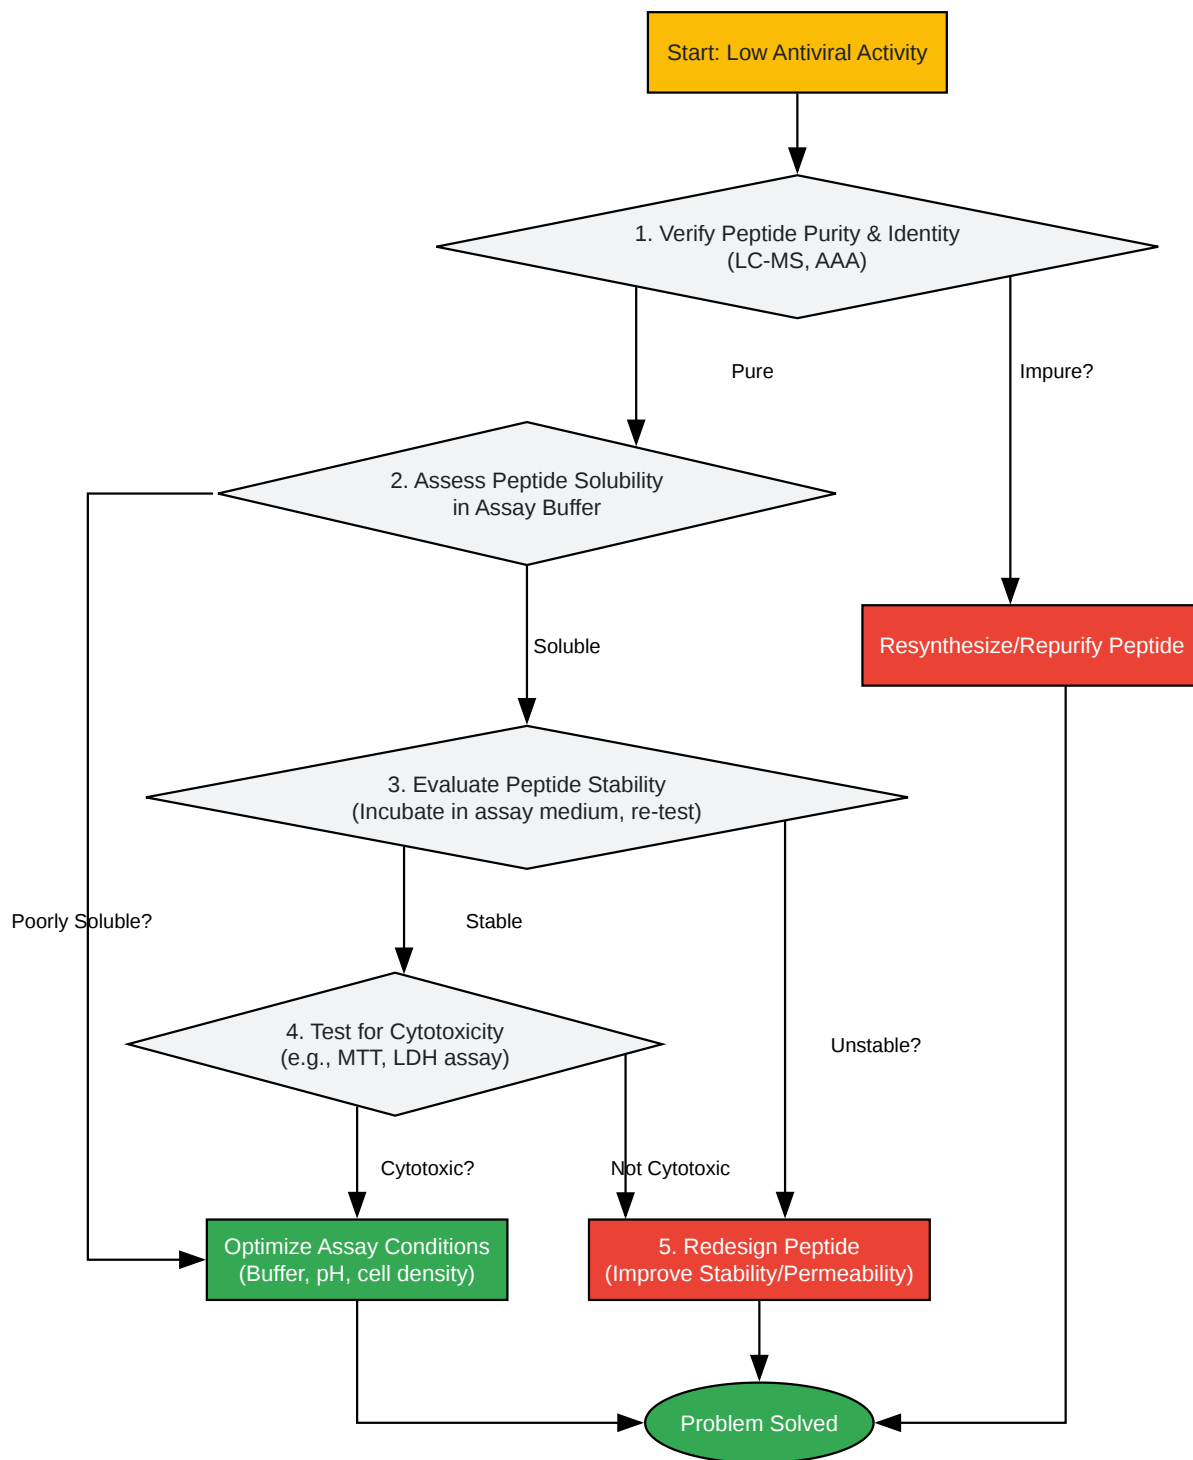 Start: Low Antiviral Activity
1. Verify Peptide Purity & Identity
(LC-MS, AAA)
Pure
Impure?
2. Assess Peptide Solubility
in Assay Buffer
Soluble
Resynthesize/Repurify Peptide
3. Evaluate Peptide Stability
(Incubate in assay medium, re-test)
Poorly Soluble?
Stable
4. Test for Cytotoxicity
(e.g., MTT, LDH assay)
Unstable?
Cytotoxic?
Not Cytotoxic
Optimize Assay Conditions
(Buffer, pH, cell density)
5. Redesign Peptide
(Improve Stability/Permeability)
Problem Solved